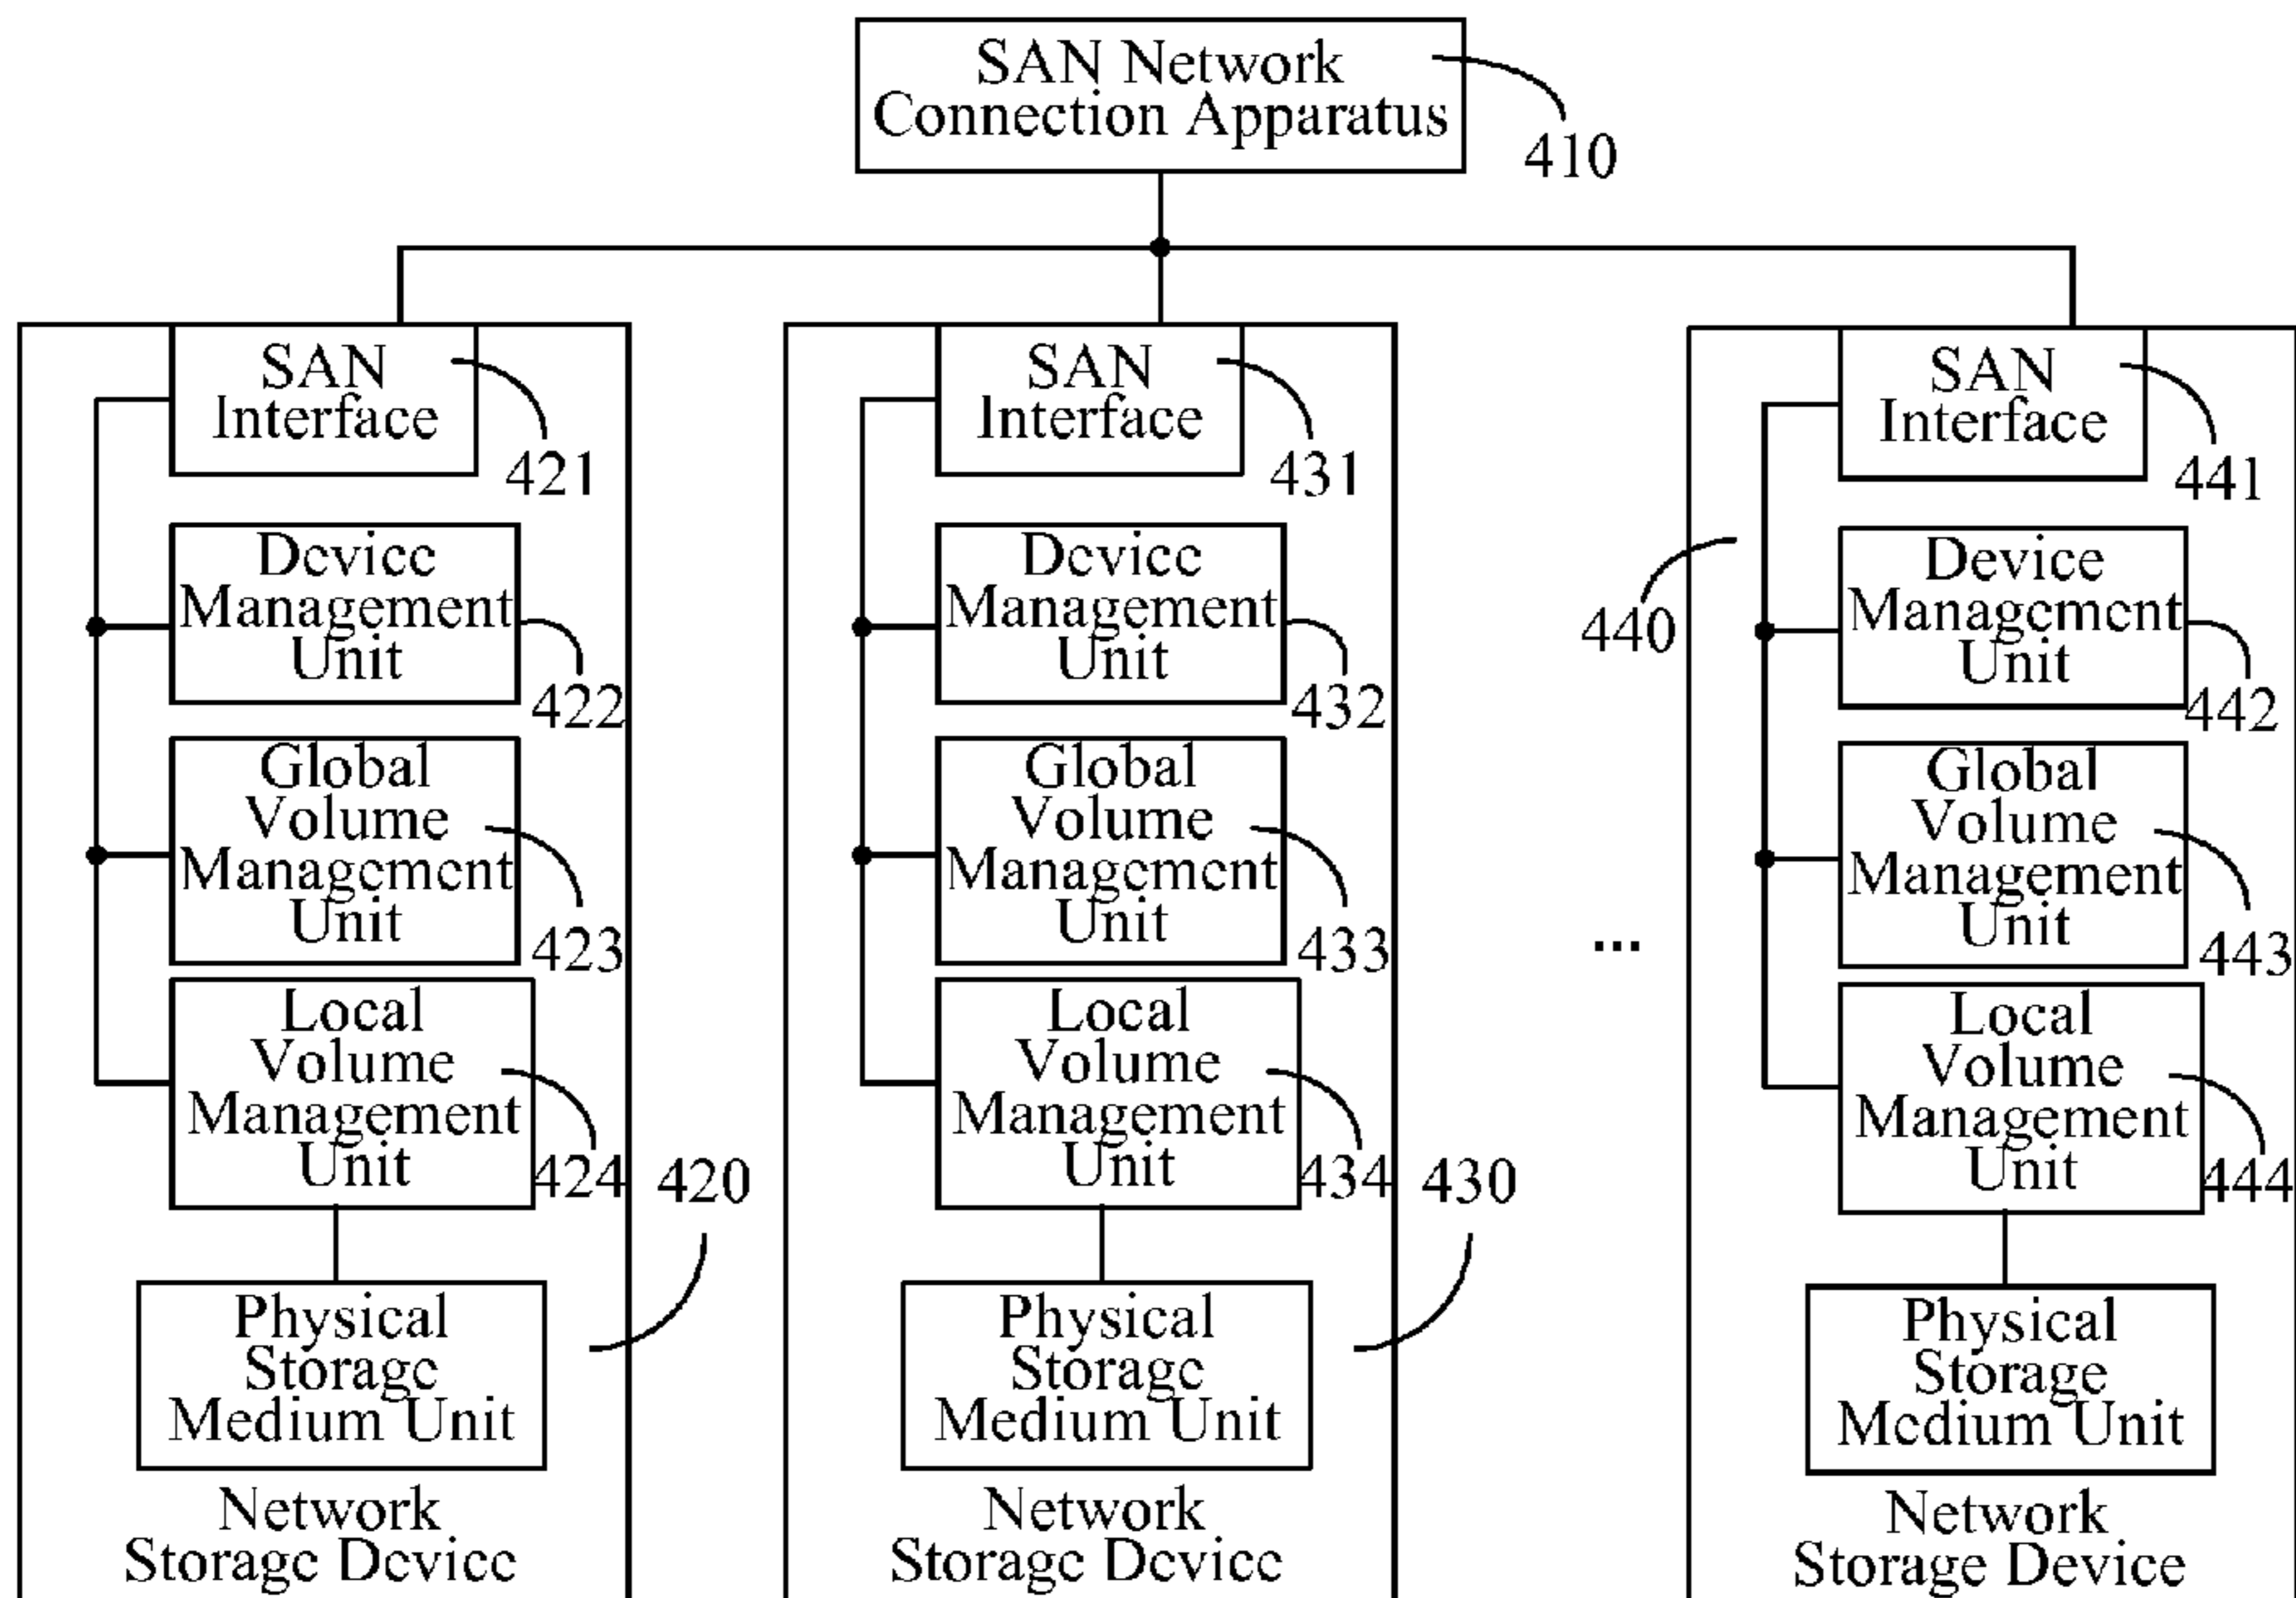 SAN Network
Connection Apparatus
410
SAN
Interface
421
Device
Management
Unit
422
Global
Volume
Management
Unit
423
Local
Volume
Management
Unit
424
420
Physical
Storage
Medium Unit
Network
Storage Device
SAN
Interface
431
Device
Management
Unit
432
Global
Volume
Management
Unit
433
Local
Volume
Management
Unit
434
430
Physical
Storage
Medium Unit
Network
Storage Device
...
440
SAN
Interface
441
Device
Management
Unit
442
Global
Volume
Management
Unit
443
Local
Volume
Management
Unit
444
Physical
Storage
Medium Unit
Network
Storage Device